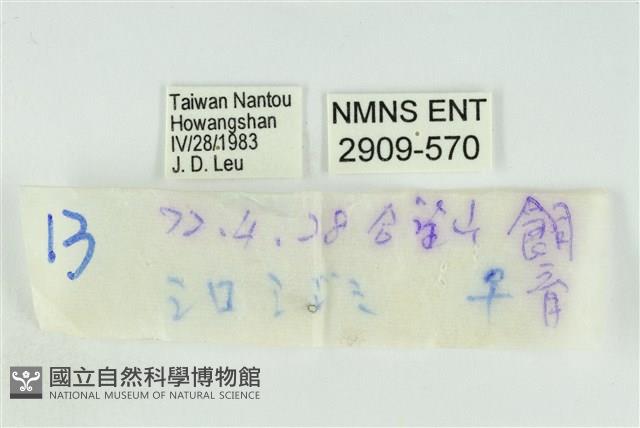 Taiwan Nantou
Howangshan
IV/28/1983
J. D. Leu
NMNS ENT
2909-570
13
72.4.28 合歡山 飼育
國立自然科學博物館
NATIONAL MUSEUM OF NATURAL SCIENCE